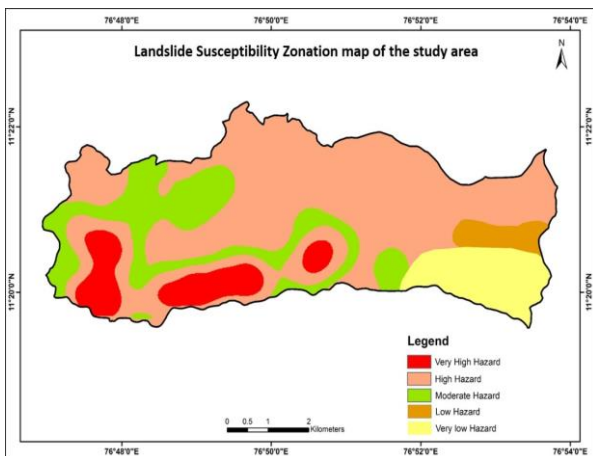 76°48'0"E 76°50'0"E 76°52'0"E 76°54'0"E
Landslide Susceptibility Zonation map of the study area
N
11°22'0"N 11°22'0"N
11°20'0"N 11°20'0"N
Legend
Very High Hazard
High Hazard
Moderate Hazard
Low Hazard
Very low Hazard
0 0.5 1 2
Kilometers
76°48'0"E 76°50'0"E 76°52'0"E 76°54'0"E